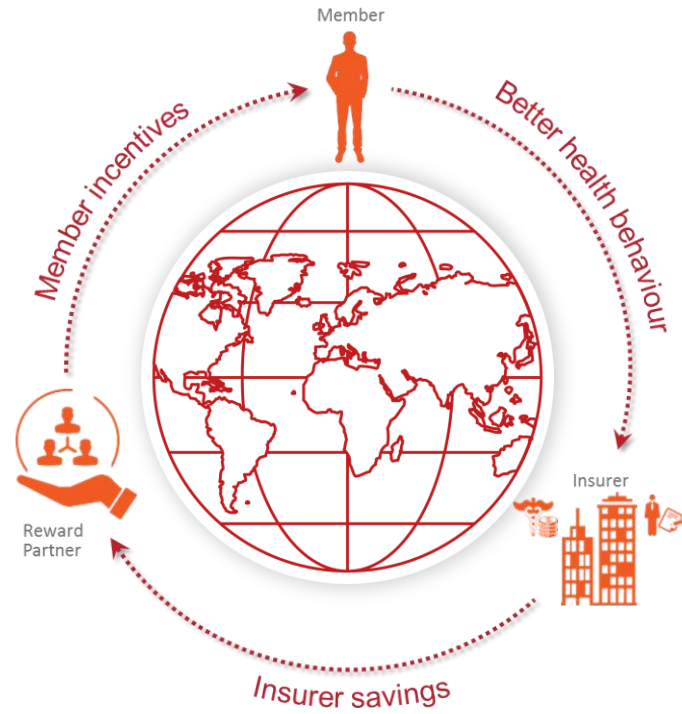 Member
Member incentives
Better health behaviour
Insurer
Reward
Partner
Insurer savings